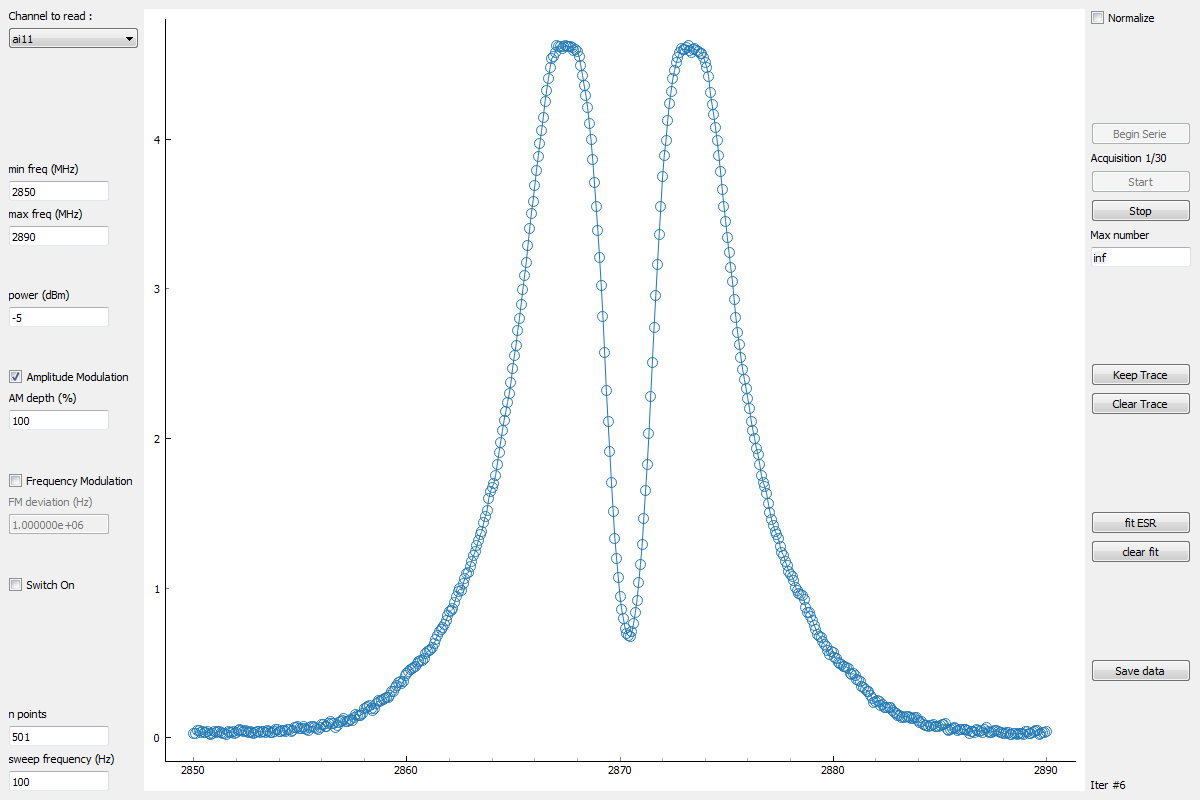 Channel to read :
ai11
min freq (MHz)
2850
max freq (MHz)
2890
power (dBm)
-5
Amplitude Modulation
AM depth (%)
100
Frequency Modulation
FM deviation (Hz)
1.000000e+06
Switch On
n points
501
sweep frequency (Hz)
100
4
3
2
1
0
2850 2860 2870 2880 2890
Normalize
Begin Serie
Acquisition 1/30
Start
Stop
Max number
inf
Keep Trace
Clear Trace
fit ESR
clear fit
Save data
Iter #6